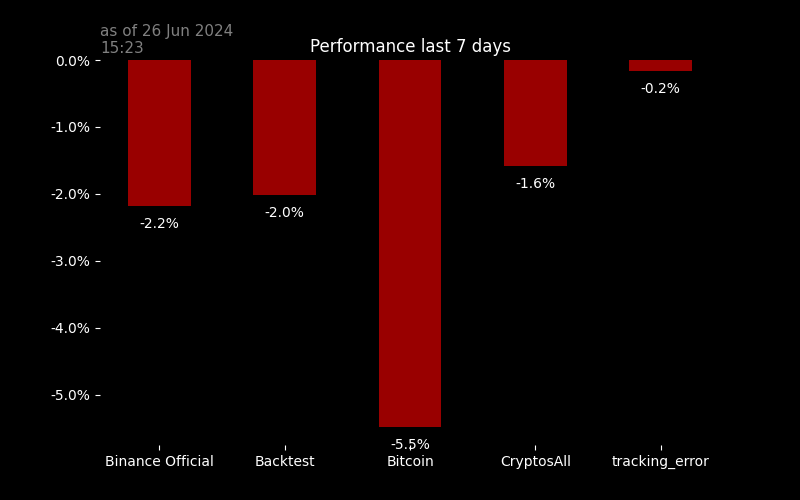 as of 26 Jun 2024
15:23
Performance last 7 days
0.0%
-1.0%
-2.0%
-3.0%
-4.0%
-5.0%
-2.2%
-2.0%
-5.5%
-1.6%
-0.2%
Binance Official
Backtest
Bitcoin
CryptosAll
tracking_error